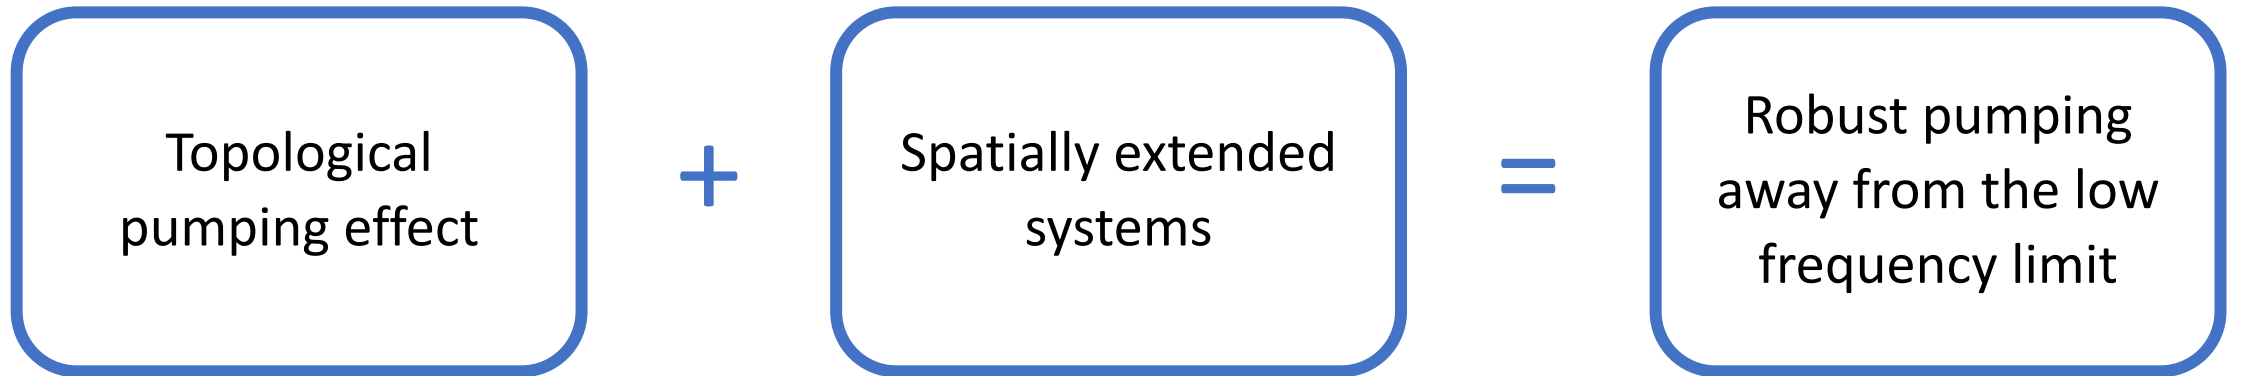 Topological
pumping effect
+
Spatially extended
systems
=
Robust pumping
away from the low
frequency limit